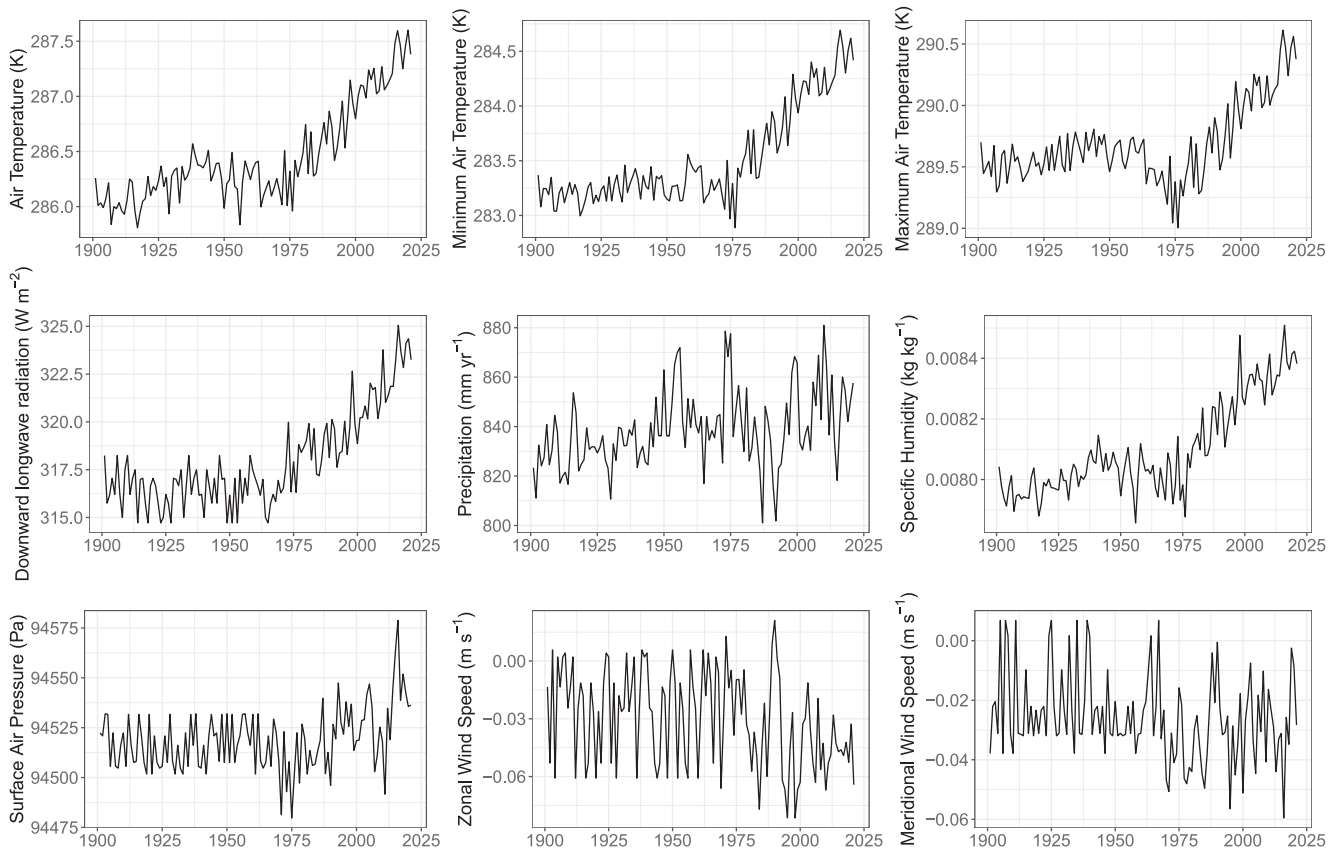 Air Temperature (K)
287.5
287.0
286.5
286.0
1900 1925 1950 1975 2000 2025
Minimum Air Temperature (K)
284.5
284.0
283.5
283.0
1900 1925 1950 1975 2000 2025
Maximum Air Temperature (K)
290.5
290.0
289.5
289.0
1900 1925 1950 1975 2000 2025
Downward longwave radiation (W m⁻²)
325.0
322.5
320.0
317.5
315.0
1900 1925 1950 1975 2000 2025
Precipitation (mm yr⁻¹)
880
860
840
820
800
1900 1925 1950 1975 2000 2025
Specific Humidity (kg kg⁻¹)
0.0084
0.0082
0.0080
1900 1925 1950 1975 2000 2025
Surface Air Pressure (Pa)
94575
94550
94525
94500
94475
1900 1925 1950 1975 2000 2025
Zonal Wind Speed (m s⁻¹)
0.00
−0.03
−0.06
1900 1925 1950 1975 2000 2025
Meridional Wind Speed (m s⁻¹)
0.00
−0.02
−0.04
−0.06
1900 1925 1950 1975 2000 2025